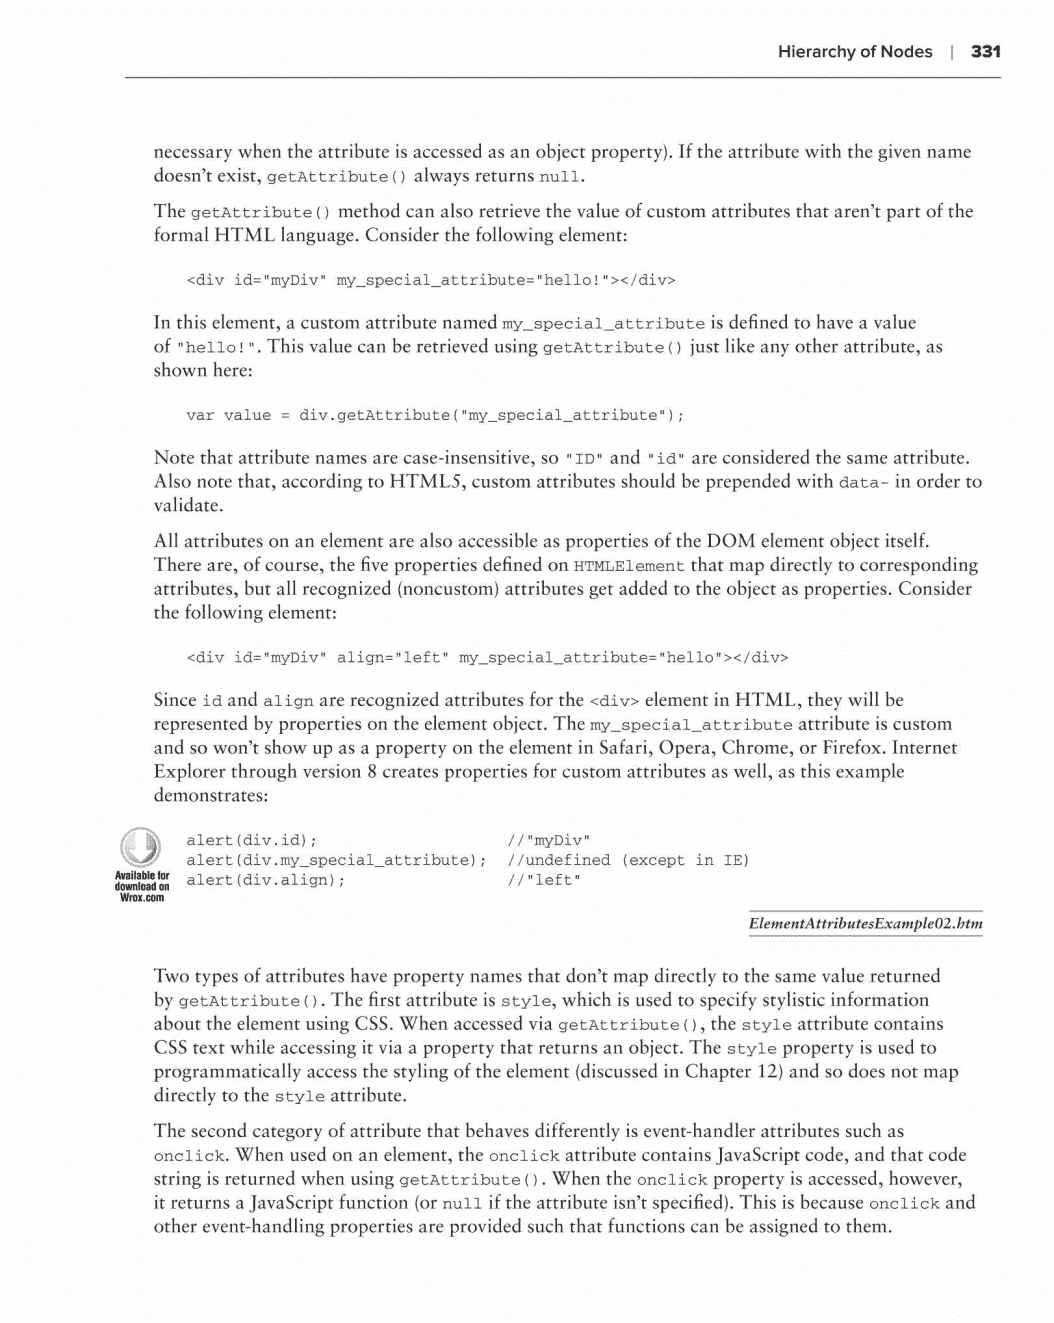 Hierarchy of Nodes | 331
necessary when the attribute is accessed as an object property). If the attribute with the given name
doesn't exist, getAttribute() always returns null.
The getAttribute() method can also retrieve the value of custom attributes that aren't part of the
formal HTML language. Consider the following element:
<div id="myDiv" my_special_attribute="hello!"></div>
In this element, a custom attribute named my_special_attribute is defined to have a value
of "hello!". This value can be retrieved using getAttribute() just like any other attribute, as
shown here:
var value = div.getAttribute("my_special_attribute");
Note that attribute names are case-insensitive, so "ID" and "id" are considered the same attribute.
Also note that, according to HTML5, custom attributes should be prepended with data- in order to
validate.
All attributes on an element are also accessible as properties of the DOM element object itself.
There are, of course, the five properties defined on HTMLElement that map directly to corresponding
attributes, but all recognized (noncustom) attributes get added to the object as properties. Consider
the following element:
<div id="myDiv" align="left" my_special_attribute="hello"></div>
Since id and align are recognized attributes for the <div> element in HTML, they will be
represented by properties on the element object. The my_special_attribute attribute is custom
and so won't show up as a property on the element in Safari, Opera, Chrome, or Firefox. Internet
Explorer through version 8 creates properties for custom attributes as well, as this example
demonstrates:
alert(div.id); //"myDiv"
alert(div.my_special_attribute); //undefined (except in IE)
alert(div.align); //"left"
Available for
download on
Wrox.com
ElementAttributesExample02.htm
Two types of attributes have property names that don't map directly to the same value returned
by getAttribute(). The first attribute is style, which is used to specify stylistic information
about the element using CSS. When accessed via getAttribute(), the style attribute contains
CSS text while accessing it via a property that returns an object. The style property is used to
programmatically access the styling of the element (discussed in Chapter 12) and so does not map
directly to the style attribute.
The second category of attribute that behaves differently is event-handler attributes such as
onclick. When used on an element, the onclick attribute contains JavaScript code, and that code
string is returned when using getAttribute(). When the onclick property is accessed, however,
it returns a JavaScript function (or null if the attribute isn't specified). This is because onclick and
other event-handling properties are provided such that functions can be assigned to them.